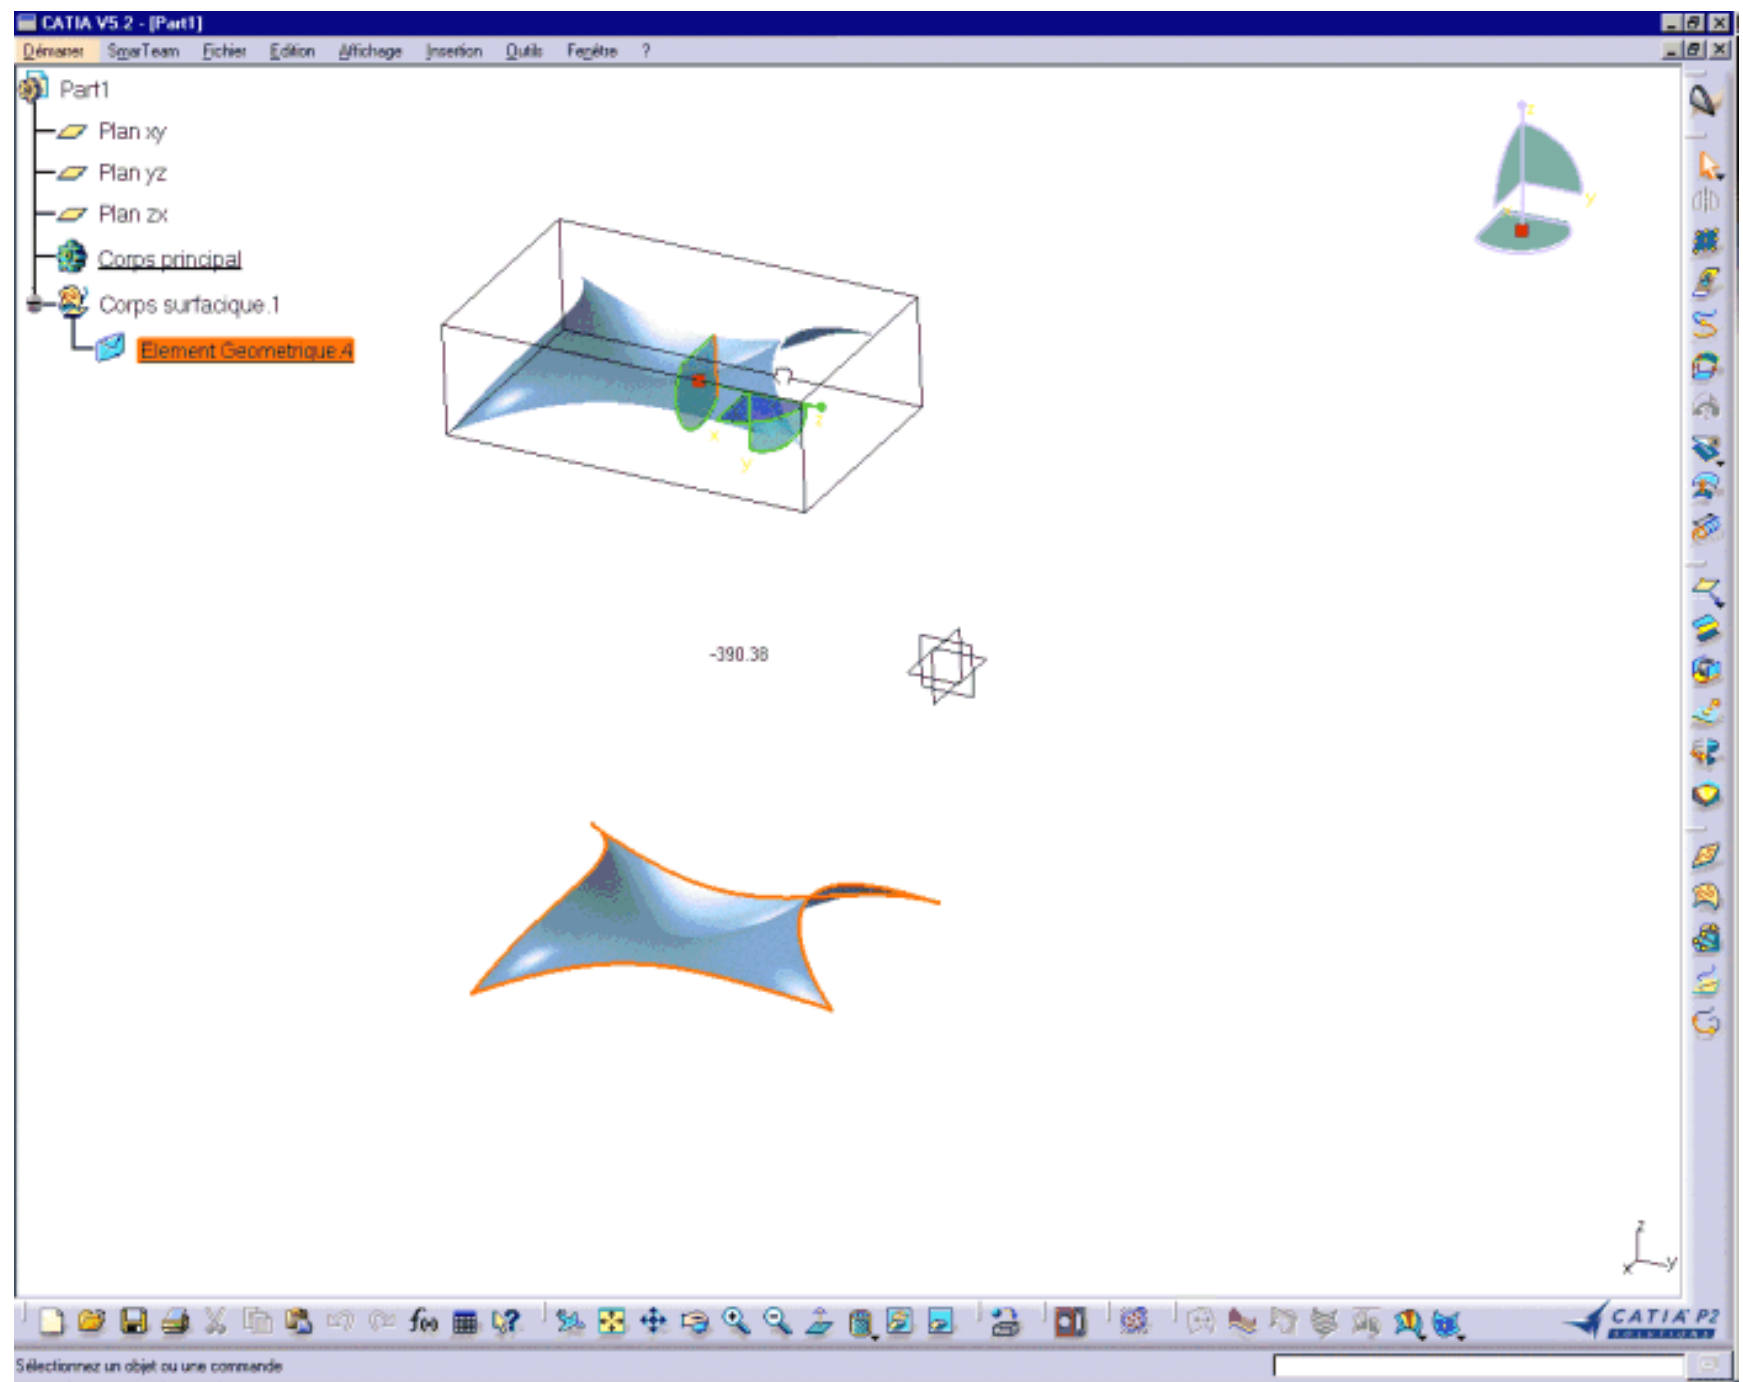 CATIA V5.2 - [Part1]
Démarrer SmarTeam Fichier Edition Affichage Insertion Outils Fenêtre ?
Part1
Plan xy
Plan yz
Plan zx
Corps principal
Corps surfacique.1
Element Geometrique.4
z
y
x
z
y
-390.38
z
x y
f(x)
?
CATIA P2
SOLUTIONS
Sélectionnez un objet ou une commande